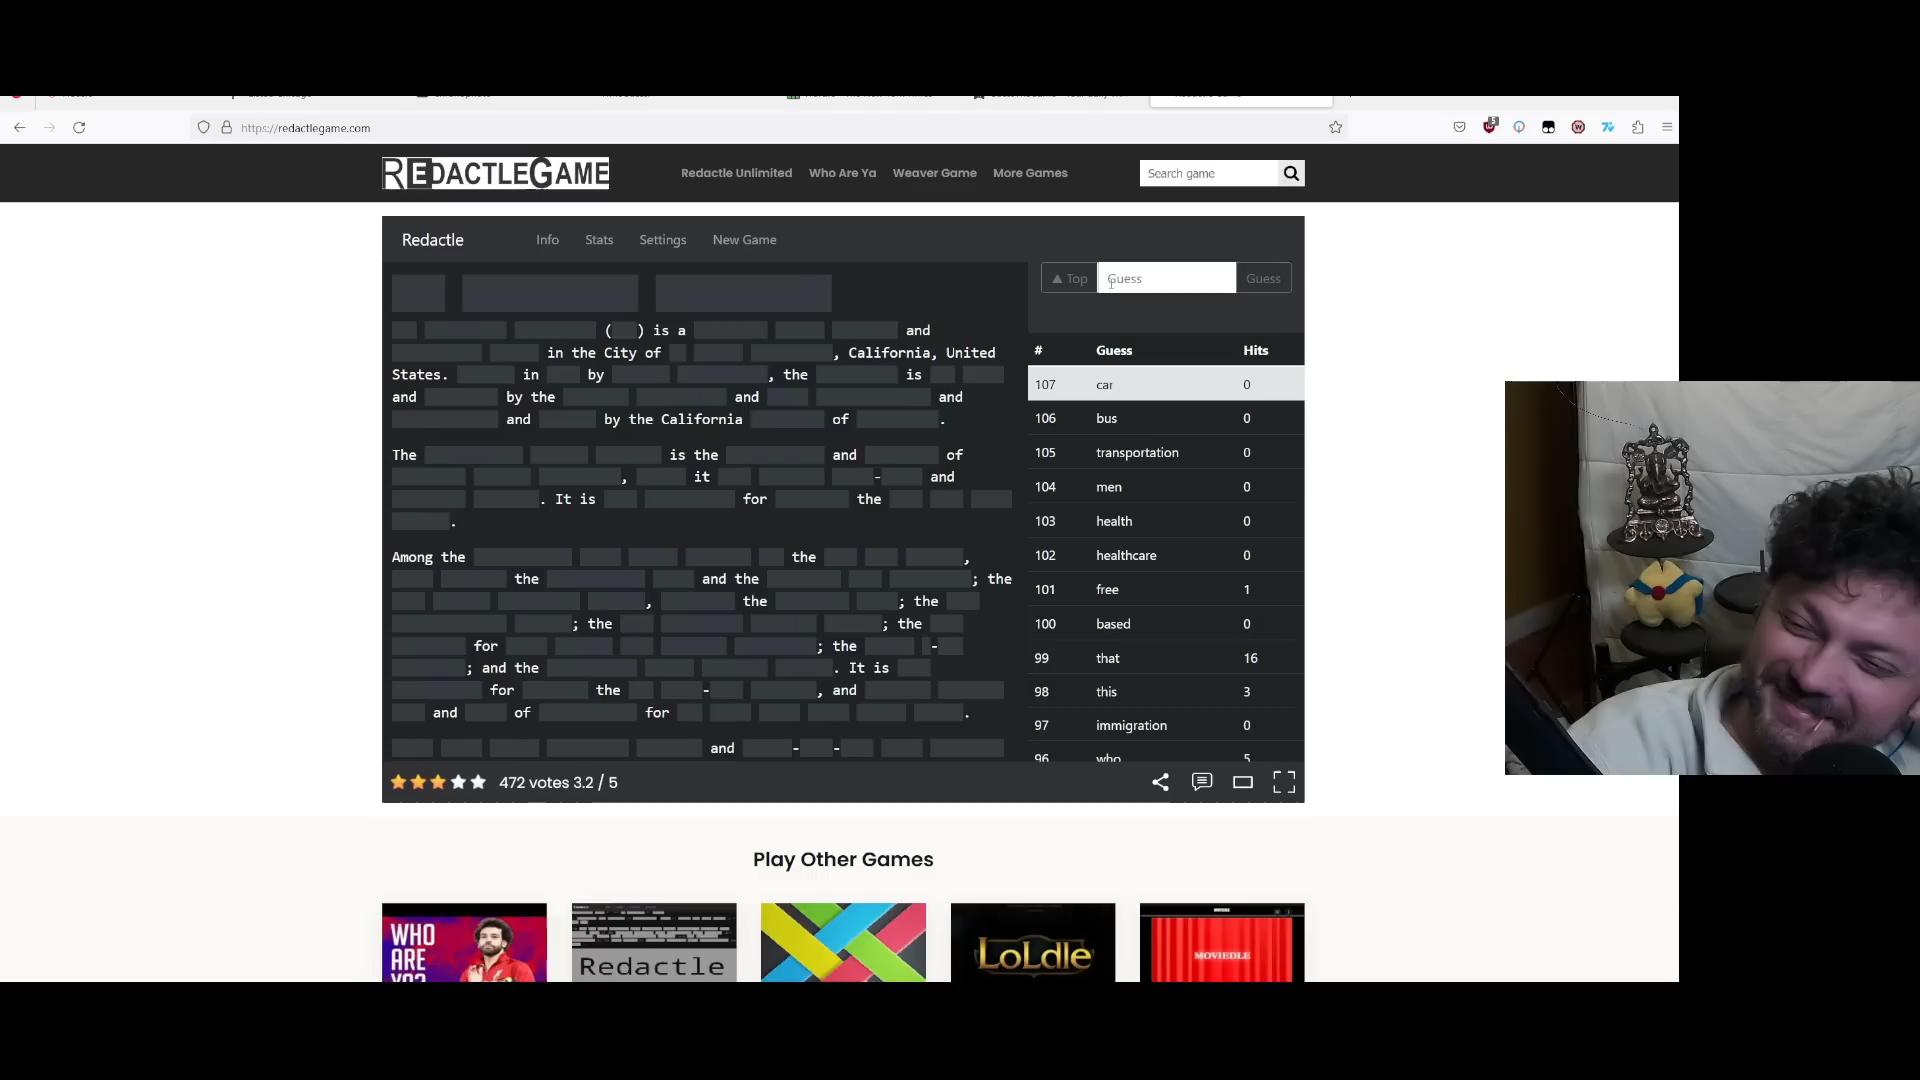 https://redactlegame.com
REDACTLEGAME
Redactle Unlimited Who Are Ya Weaver Game More Games
Search game
Redactle Info Stats Settings New Game
▲ Top Guess Guess
( ) is a and
in the City of , California, United
States. in by , the is
and by the and and
and by the California of .
The is the and of
, it - and
. It is for the
.
Among the the ,
the and the ; the
, the ; the
; the ; the
for ; the -
; and the . It is
for the - , and
and of for .
and - -
# Guess Hits
107 car 0
106 bus 0
105 transportation 0
104 men 0
103 health 0
102 healthcare 0
101 free 1
100 based 0
99 that 16
98 this 3
97 immigration 0
96 who 5
472 votes 3.2 / 5
Play Other Games
WHO
ARE
YA?
Redactle
LoLdle
MOVIEDLE